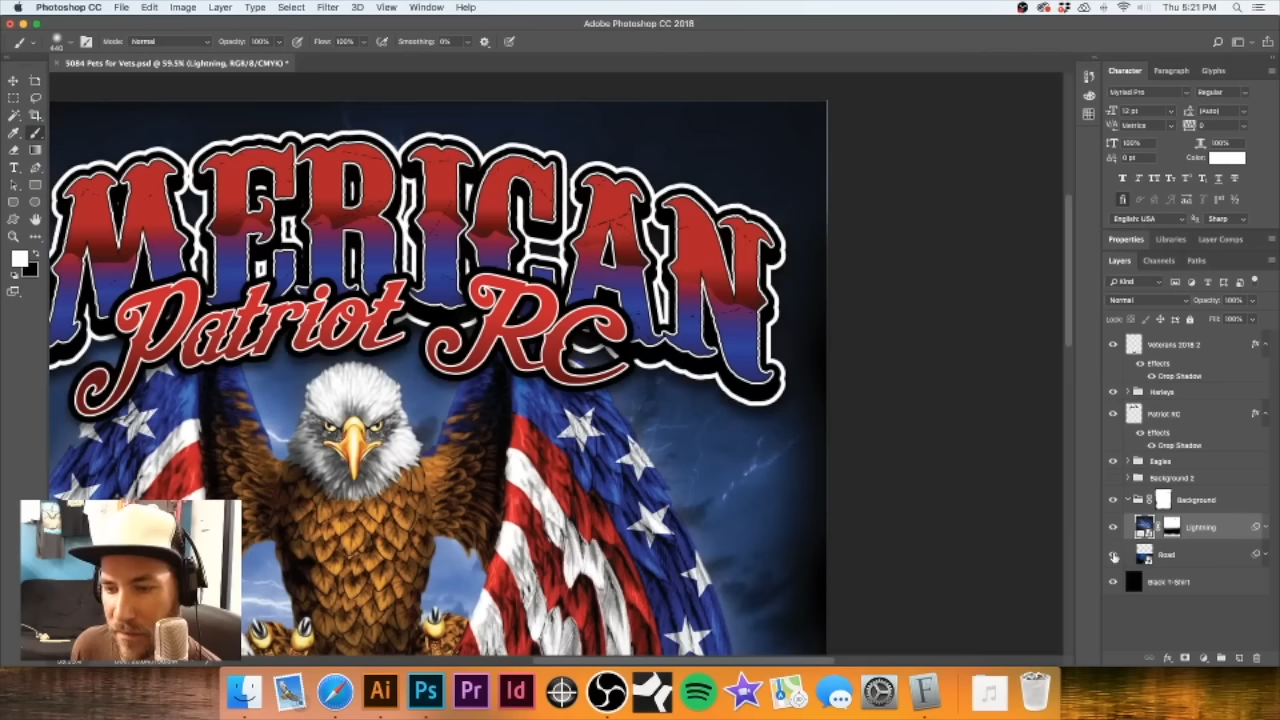 Photoshop CC File Edit Image Layer Type Select Filter 3D View Window Help
Thu 5:21 PM
Adobe Photoshop CC 2018
640 Mode: Normal Opacity: 100% Flow: 100% Smoothing: 0%
5084 Pets for Vets.psd @ 59.5% (Lightning, RGB/8/CMYK) *
MERICAN
Patriot RC
Character Paragraph Glyphs
Myriad Pro Regular
12 pt (Auto)
Metrics 0
100% 100%
0 pt Color:
English: USA Sharp
Properties Libraries Layer Comps
Layers Channels Paths
Kind
Normal Opacity: 100%
Lock: Fill: 100%
Veterans 2018 2
Effects
Drop Shadow
Harleys
Patriot RC
Effects
Drop Shadow
Eagles
Background 2
Background
Lightning
Road
Black T-Shirt
Ai Ps Pr Id